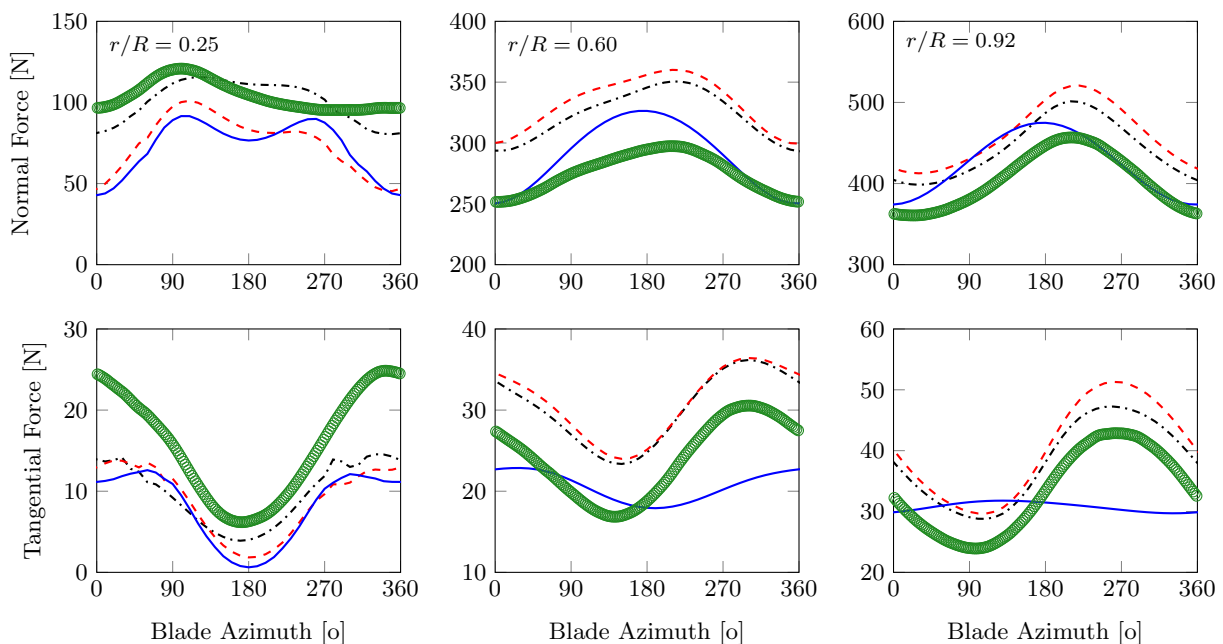 r/R = 0.25
r/R = 0.60
r/R = 0.92
Normal Force [N]
150
100
50
0
0 90 180 270 360
400
350
300
250
200
0 90 180 270 360
600
500
400
300
0 90 180 270 360
Tangential Force [N]
30
20
10
0
0 90 180 270 360
Blade Azimuth [o]
40
30
20
10
0 90 180 270 360
Blade Azimuth [o]
60
50
40
30
20
0 90 180 270 360
Blade Azimuth [o]